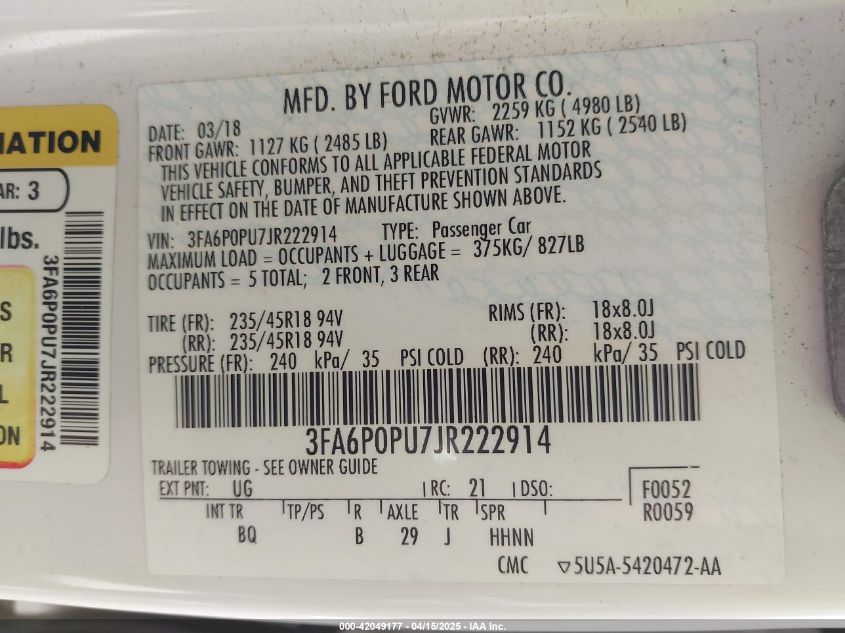 MFD. BY FORD MOTOR CO.
DATE: 03/18 GVWR: 2259 KG ( 4980 LB)
FRONT GAWR: 1127 KG ( 2485 LB) REAR GAWR: 1152 KG ( 2540 LB)
THIS VEHICLE CONFORMS TO ALL APPLICABLE FEDERAL MOTOR
VEHICLE SAFETY, BUMPER, AND THEFT PREVENTION STANDARDS
IN EFFECT ON THE DATE OF MANUFACTURE SHOWN ABOVE.
VIN: 3FA6P0PU7JR222914 TYPE: Passenger Car
MAXIMUM LOAD = OCCUPANTS + LUGGAGE = 375KG/ 827LB
OCCUPANTS = 5 TOTAL; 2 FRONT, 3 REAR
TIRE (FR): 235/45R18 94V RIMS (FR): 18x8.0J
(RR): 235/45R18 94V (RR): 18x8.0J
PRESSURE (FR): 240 kPa/ 35 PSI COLD (RR): 240 kPa/ 35 PSI COLD
3FA6P0PU7JR222914
TRAILER TOWING - SEE OWNER GUIDE
EXT PNT: UG RC: 21 DSO: F0052
INT TR TP/PS R AXLE TR SPR R0059
BQ B 29 J HHNN
CMC ▽5U5A-5420472-AA
IATION
AR: 3
lbs.
3FA6P0PU7JR222914
S
R
L
ON
000-42049177 - 04/15/2025 - IAA Inc.